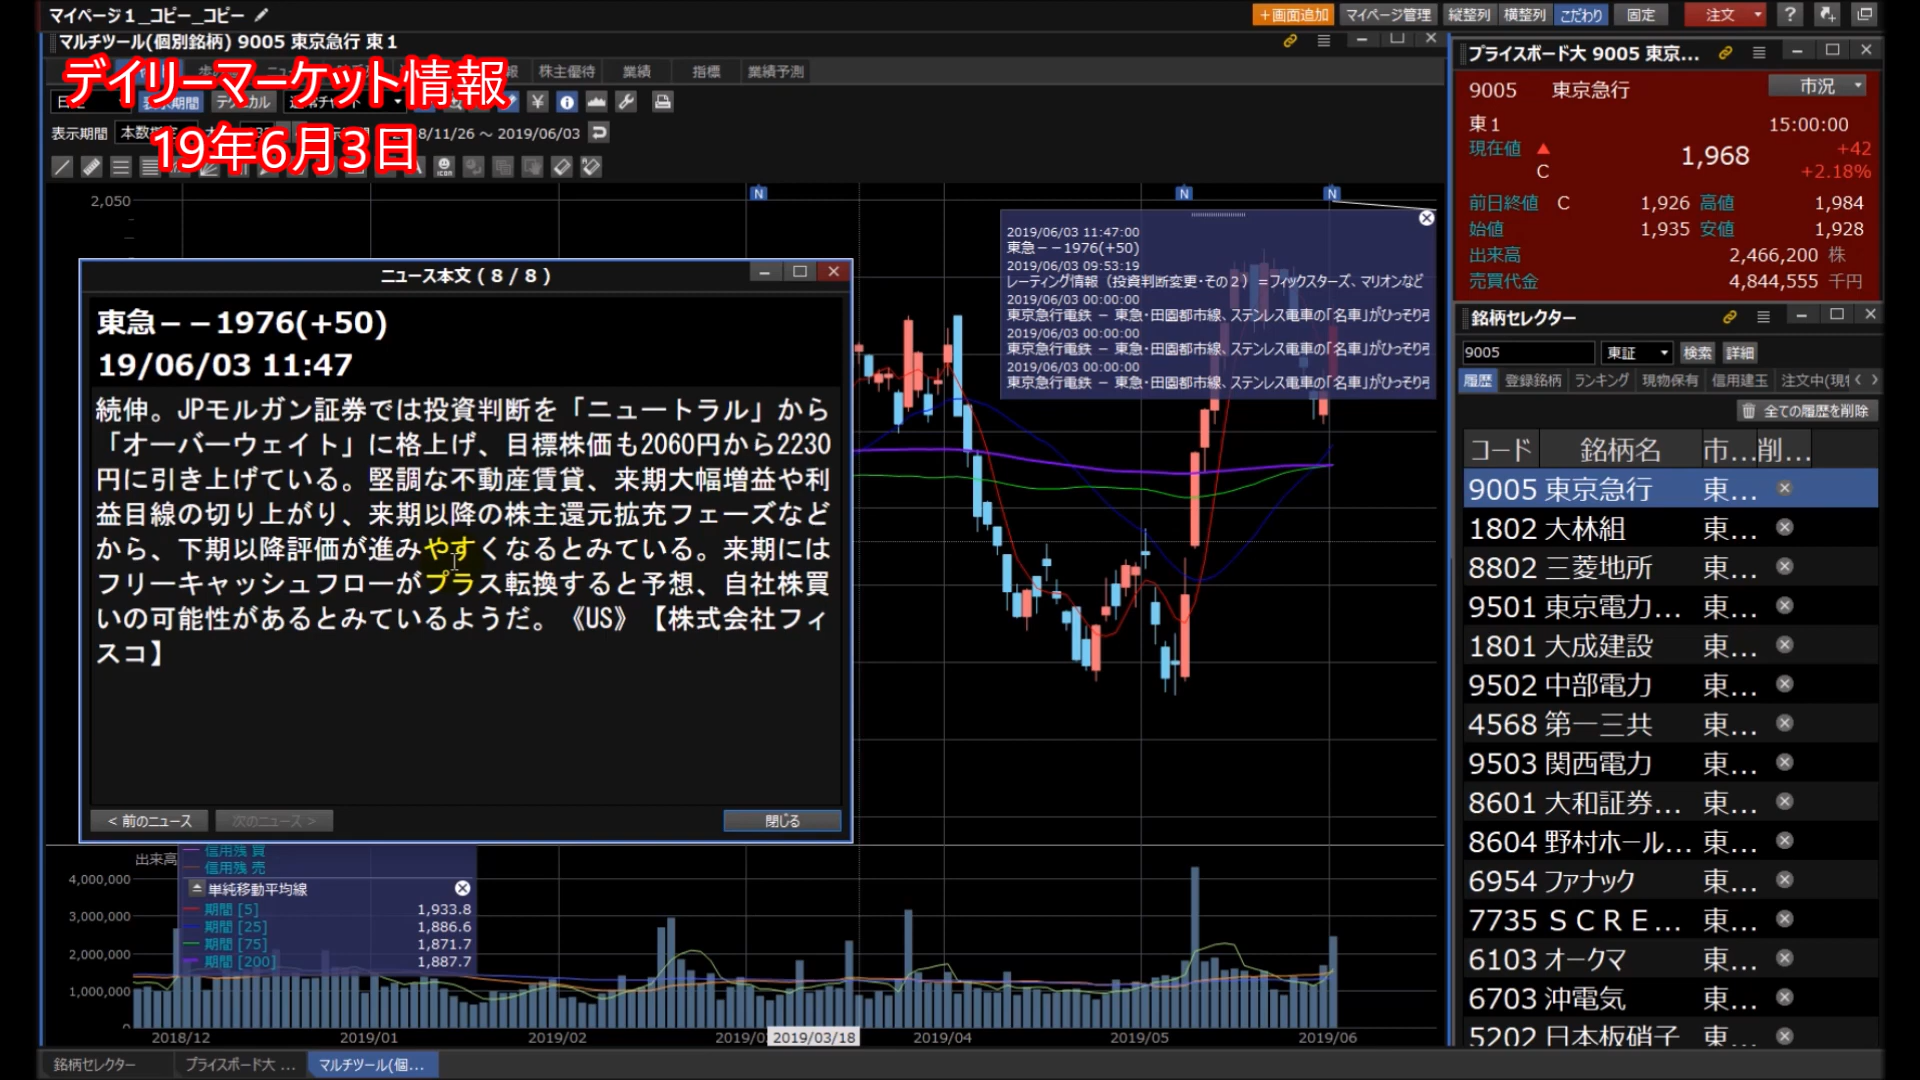 マイページ１_コピー_コピー
＋画面追加 マイページ管理 縦整列 横整列 こだわり 固定 注文 ?
マルチツール(個別銘柄) 9005 東京急行 東１
デイリーマーケット情報
19年6月3日
株主優待 業績 指標 業績予測
表示期間
表示期間
～ 2019/06/03
2,050
N N N
2019/06/03 11:47:00
東急－－1976(+50)
2019/06/03 09:53:19
レーティング情報（投資判断変更・その２）＝フィックスターズ、マリオンなど
2019/06/03 00:00:00
東京急行電鉄 － 東急・田園都市線、ステンレス電車の「名車」がひっそり引
2019/06/03 00:00:00
東京急行電鉄 － 東急・田園都市線、ステンレス電車の「名車」がひっそり引
2019/06/03 00:00:00
東京急行電鉄 － 東急・田園都市線、ステンレス電車の「名車」がひっそり引
ニュース本文 ( 8 / 8 )
東急－－1976(+50)
19/06/03 11:47
続伸。JPモルガン証券では投資判断を「ニュートラル」から
「オーバーウェイト」に格上げ、目標株価も2060円から2230
円に引き上げている。堅調な不動産賃貸、来期大幅増益や利
益目線の切り上がり、来期以降の株主還元拡充フェーズなど
から、下期以降評価が進みやすくなるとみている。来期には
フリーキャッシュフローがプラス転換すると予想、自社株買
いの可能性があるとみているようだ。《US》【株式会社フィ
スコ】
< 前のニュース 次のニュース > 閉じる
出来高
信用残 買
信用残 売
単純移動平均線
期間 [5] 1,933.8
期間 [25] 1,886.6
期間 [75] 1,871.7
期間 [200] 1,887.7
4,000,000
3,000,000
2,000,000
1,000,000
0
2018/12 2019/01 2019/02 2019/03/18 2019/04 2019/05 2019/06
銘柄セレクター プライスボード大 ... マルチツール(個...
プライスボード大 9005 東京...
9005 東京急行 市況
東１ 15:00:00
現在値 ▲ 1,968 +42
C +2.18%
前日終値 C 1,926 高値 1,984
始値 1,935 安値 1,928
出来高 2,466,200 株
売買代金 4,844,555 千円
銘柄セレクター
9005 東証 検索 詳細
履歴 登録銘柄 ランキング 現物保有 信用建玉 注文中(現物
全ての履歴を削除
コード 銘柄名 市... 削...
9005 東京急行 東...
1802 大林組 東...
8802 三菱地所 東...
9501 東京電力... 東...
1801 大成建設 東...
9502 中部電力 東...
4568 第一三共 東...
9503 関西電力 東...
8601 大和証券... 東...
8604 野村ホール... 東...
6954 ファナック 東...
7735 ＳＣＲＥ... 東...
6103 オークマ 東...
6703 沖電気 東...
5202 日本板硝子 東...